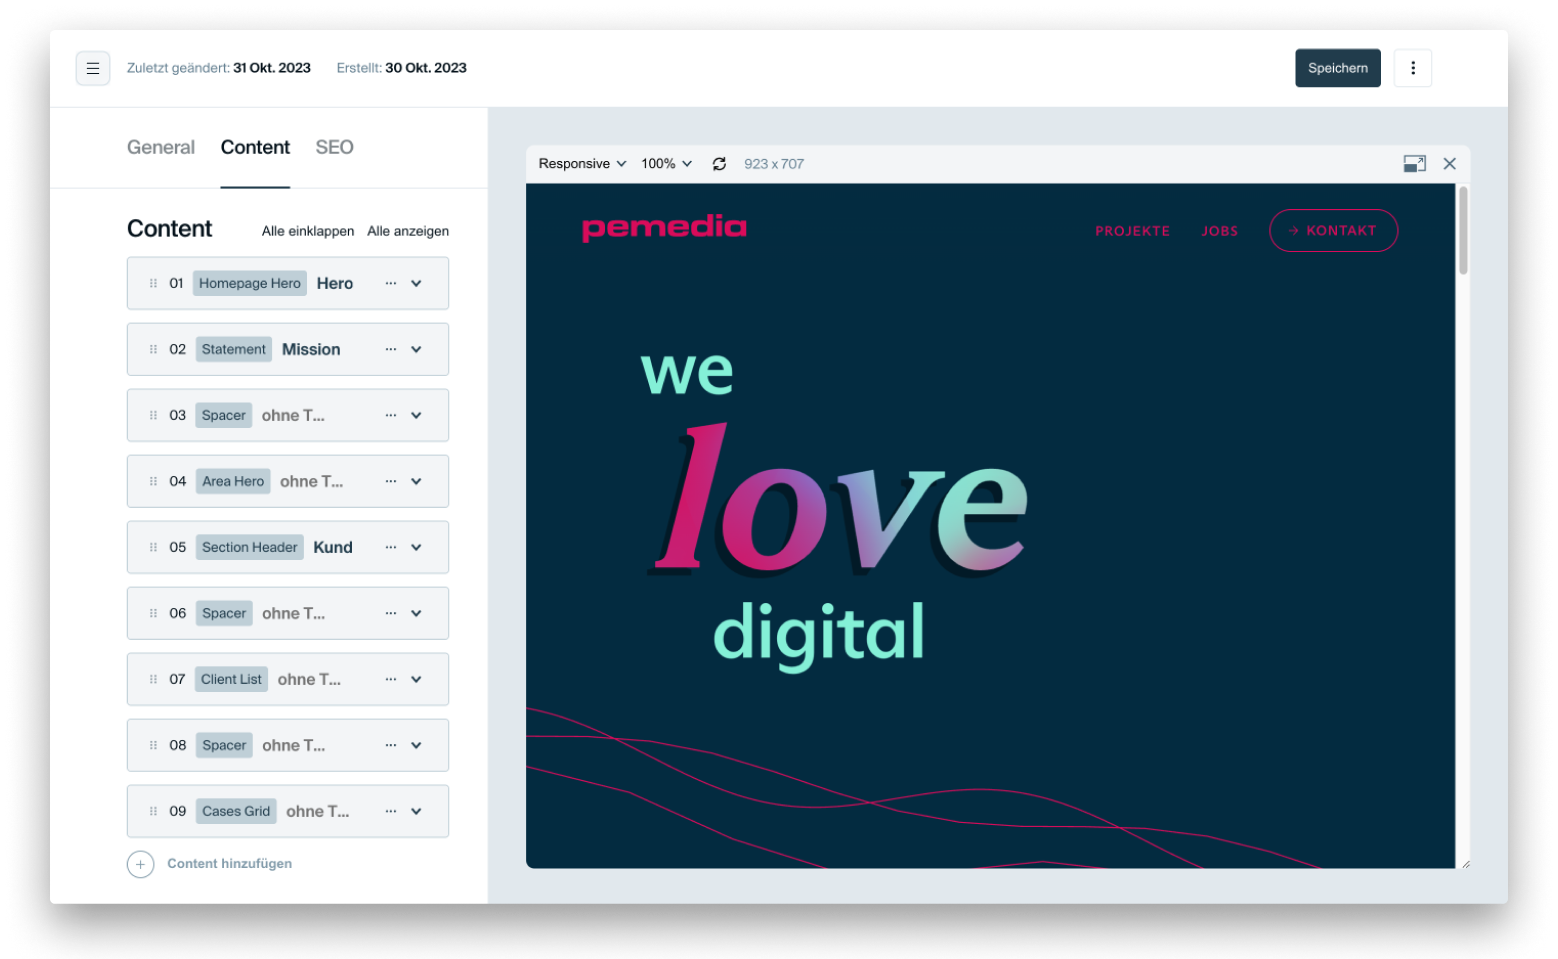 Zuletzt geändert: 31 Okt. 2023 Erstellt: 30 Okt. 2023 Speichern
General Content SEO
Content Alle einklappen Alle anzeigen
01 Homepage Hero Hero
02 Statement Mission
03 Spacer ohne T...
04 Area Hero ohne T...
05 Section Header Kund
06 Spacer ohne T...
07 Client List ohne T...
08 Spacer ohne T...
09 Cases Grid ohne T...
Content hinzufügen
Responsive 100% 923 x 707
pemedia PROJEKTE JOBS → KONTAKT
we
love
digital